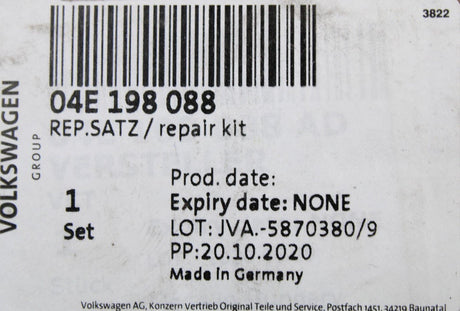 3822
04E 198 088
REP.SATZ / repair kit
VOLKSWAGEN
GROUP
1
Set
Prod. date:
Expiry date: NONE
LOT: JVA.-5870380/9
PP:20.10.2020
Made in Germany
Volkswagen AG, Konzern Vertrieb Original Teile und Service, Postfach 1451, 34219 Baunatal